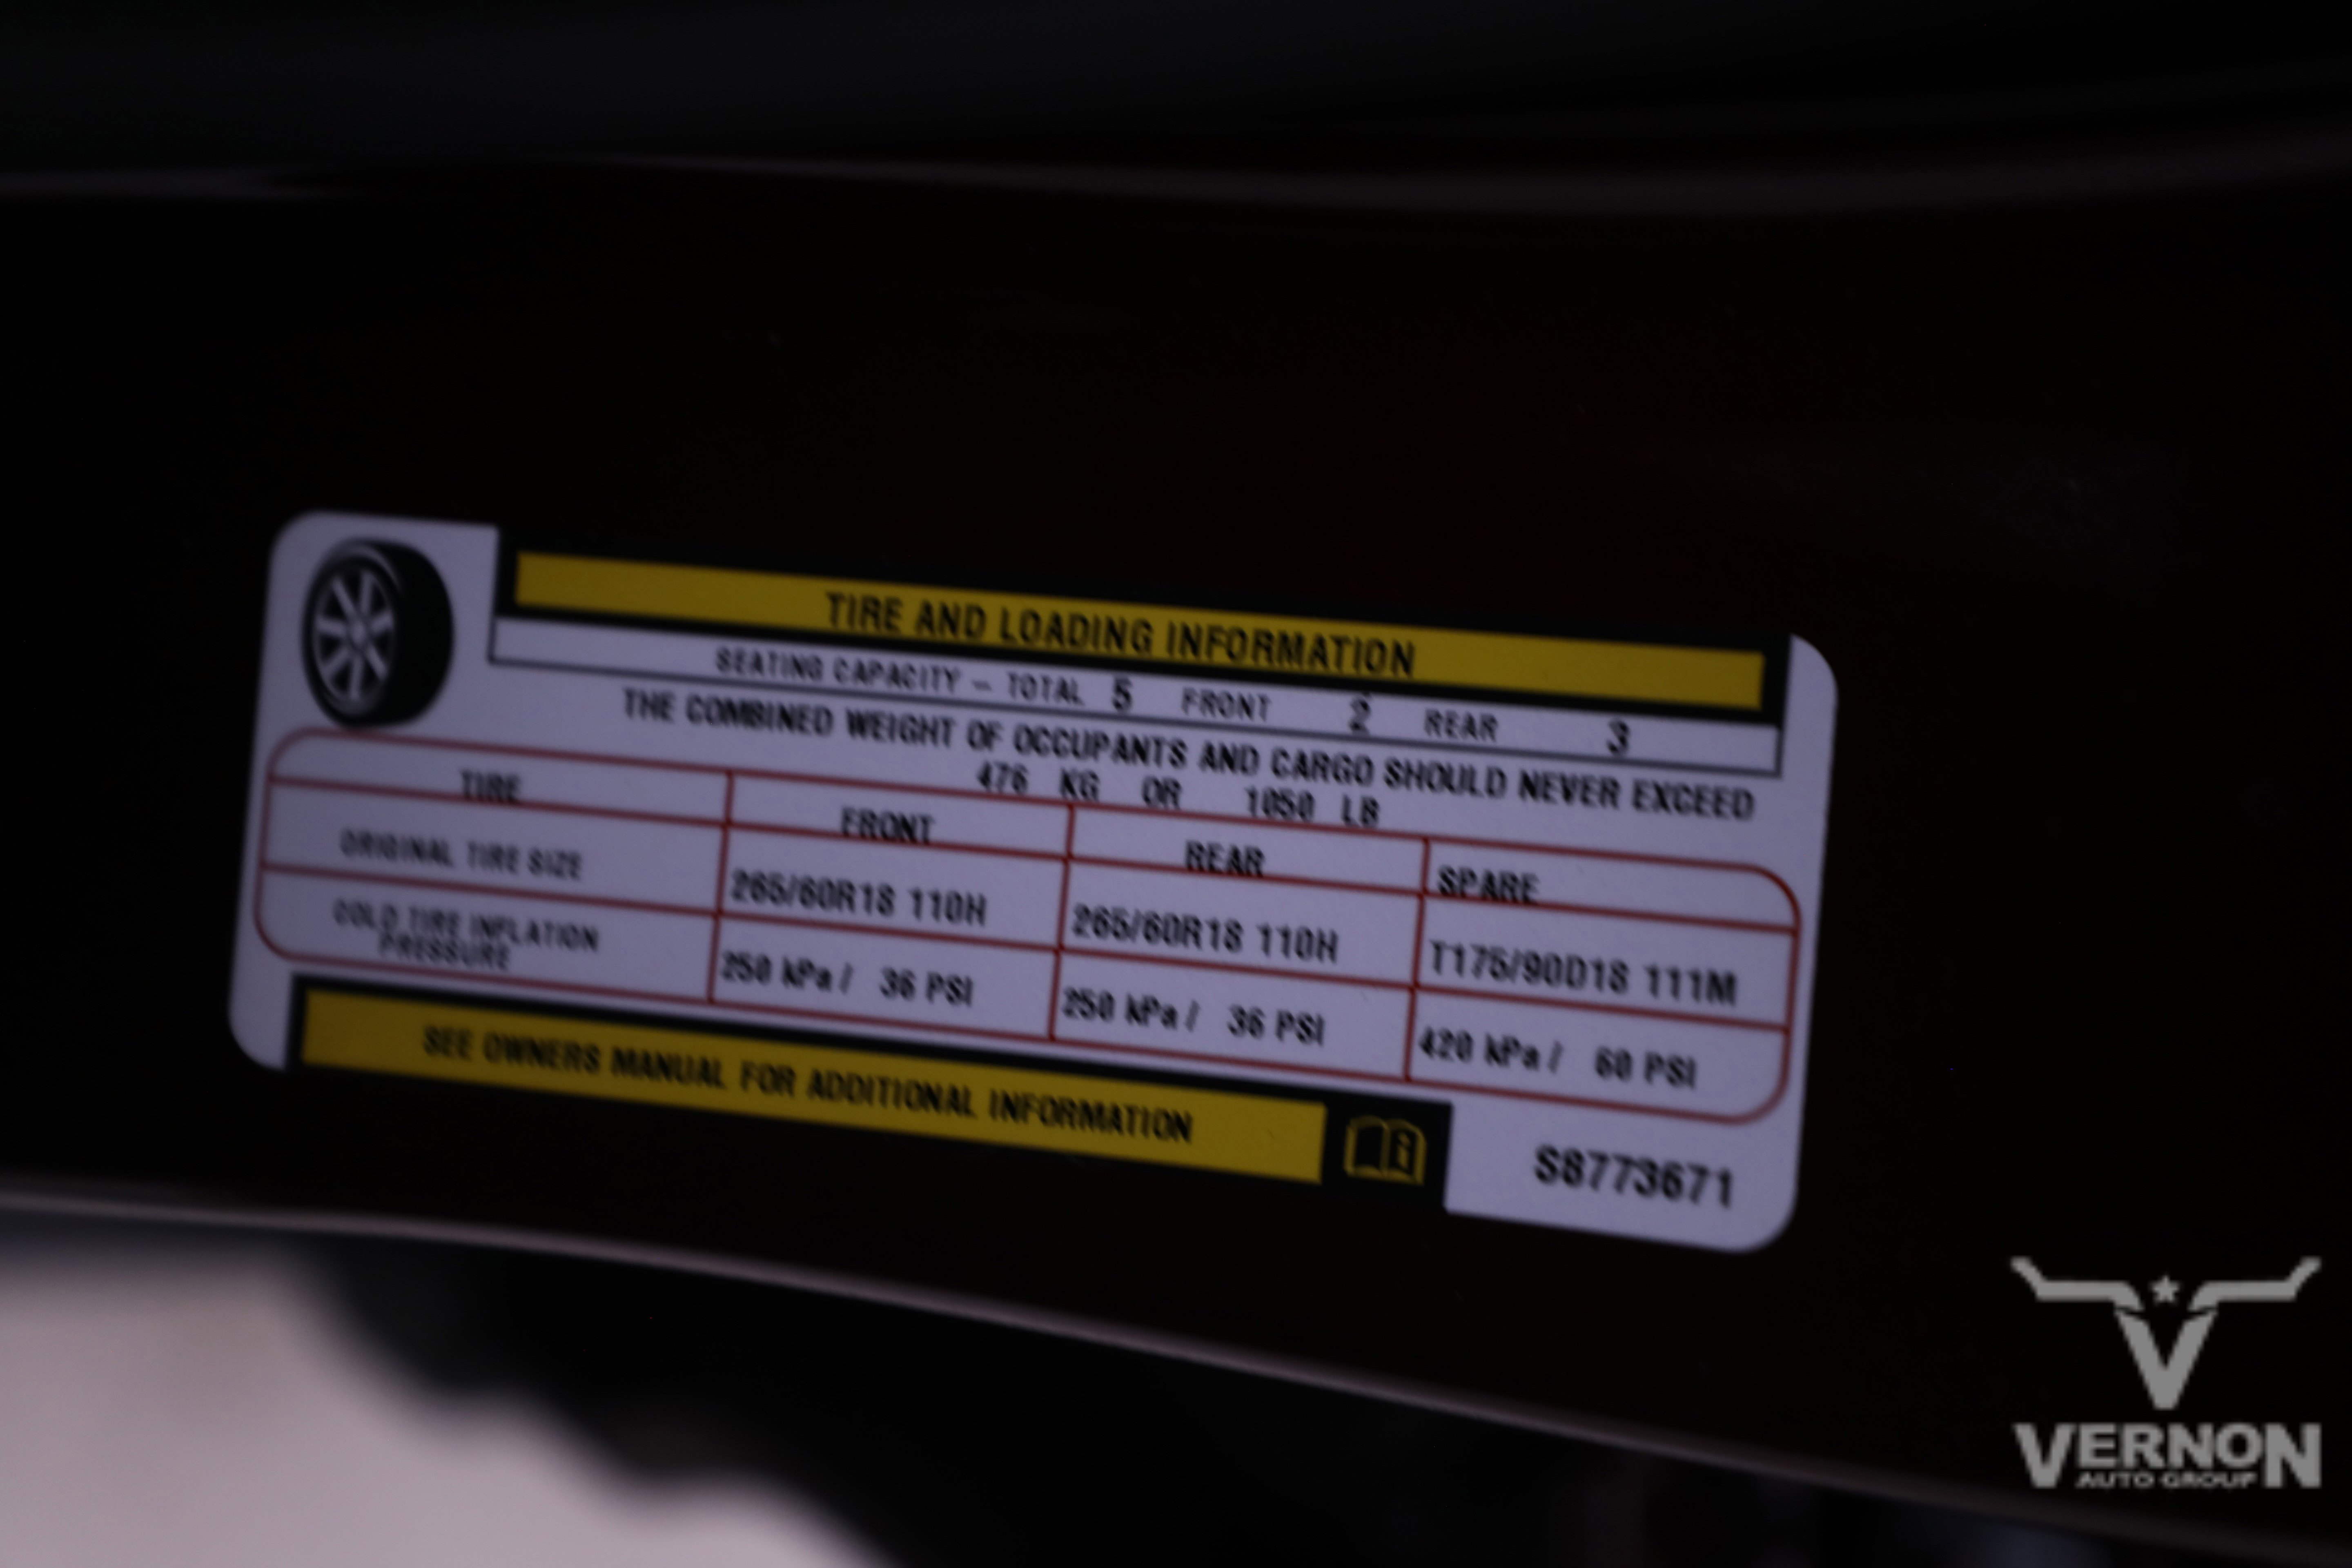 TIRE AND LOADING INFORMATION
SEATING CAPACITY – TOTAL 5 FRONT 2 REAR 3
THE COMBINED WEIGHT OF OCCUPANTS AND CARGO SHOULD NEVER EXCEED
476 KG OR 1050 LB
TIRE FRONT REAR SPARE
ORIGINAL TIRE SIZE 265/60R18 110H 265/60R18 110H T175/90D18 111M
COLD TIRE INFLATION
PRESSURE 250 kPa / 36 PSI 250 kPa / 36 PSI 420 kPa / 60 PSI
SEE OWNERS MANUAL FOR ADDITIONAL INFORMATION
S8773671
V
VERNON
AUTO GROUP